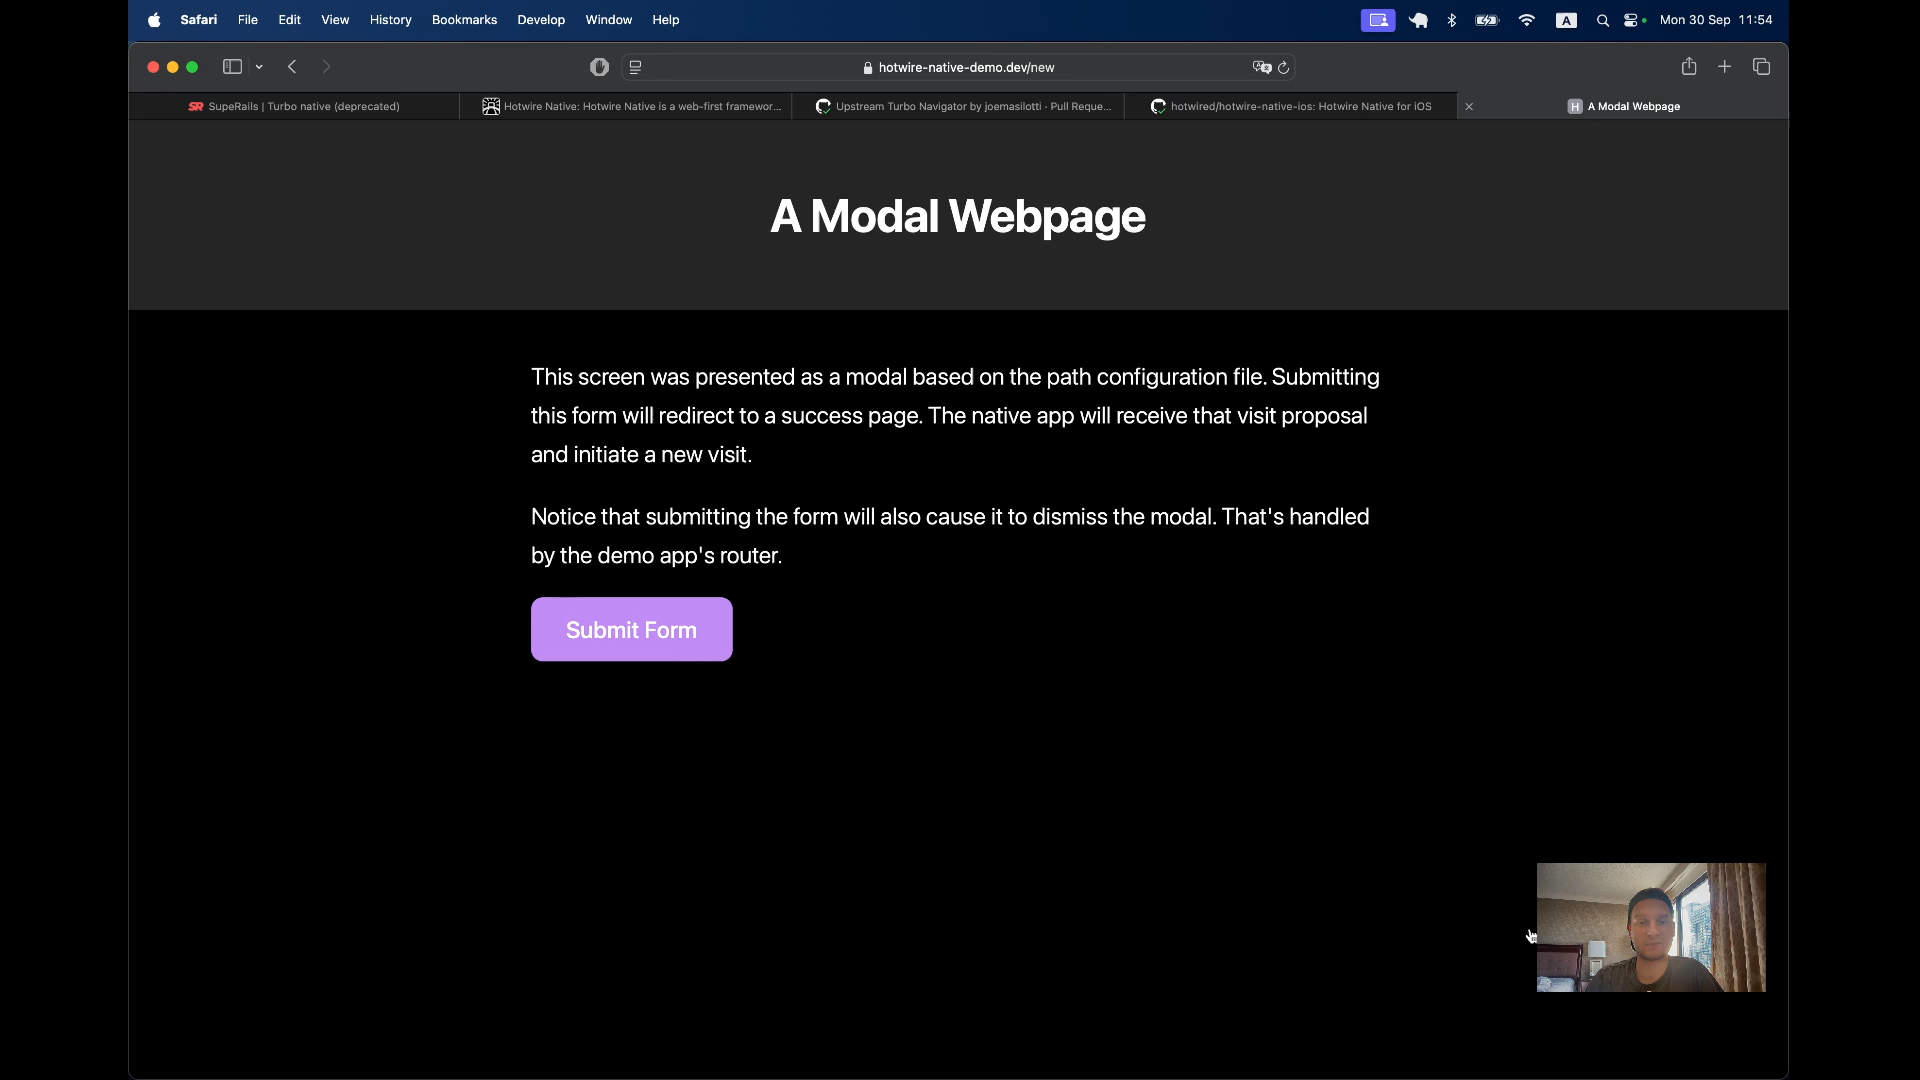 Safari File Edit View History Bookmarks Develop Window Help A Mon 30 Sep 11:54
hotwire-native-demo.dev/new
SR SupeRails | Turbo native (deprecated) Hotwire Native: Hotwire Native is a web-first framewor... Upstream Turbo Navigator by joemasilotti · Pull Reque... hotwired/hotwire-native-ios: Hotwire Native for iOS H A Modal Webpage
A Modal Webpage
This screen was presented as a modal based on the path configuration file. Submitting
this form will redirect to a success page. The native app will receive that visit proposal
and initiate a new visit.
Notice that submitting the form will also cause it to dismiss the modal. That's handled
by the demo app's router.
Submit Form